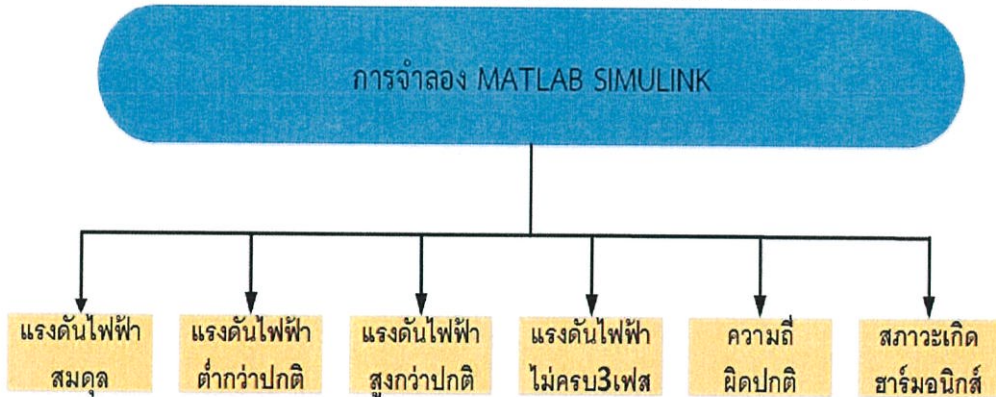 การจำลอง MATLAB SIMULINK
แรงดันไฟฟ้า
สมดุล
แรงดันไฟฟ้า
ต่ำกว่าปกติ
แรงดันไฟฟ้า
สูงกว่าปกติ
แรงดันไฟฟ้า
ไม่ครบ3เฟส
ความถี่
ผิดปกติ
สภาวะเกิด
ฮาร์มอนิกส์